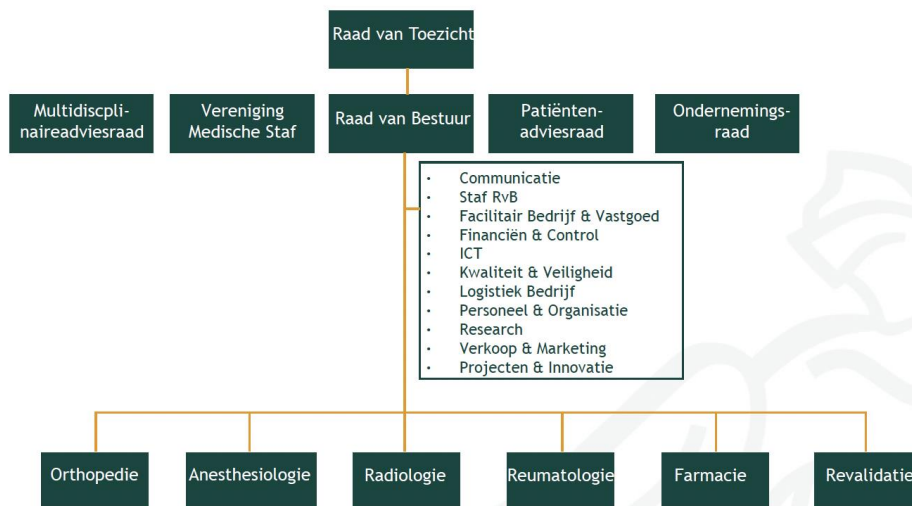 Raad van Toezicht
Multidiscpli-
naireadviesraad
Vereniging
Medische Staf
Raad van Bestuur
Patiënten-
adviesraad
Ondernemings-
raad
· Communicatie
· Staf RvB
· Facilitair Bedrijf & Vastgoed
· Financiën & Control
· ICT
· Kwaliteit & Veiligheid
· Logistiek Bedrijf
· Personeel & Organisatie
· Research
· Verkoop & Marketing
· Projecten & Innovatie
Orthopedie
Anesthesiologie
Radiologie
Reumatologie
Farmacie
Revalidatie